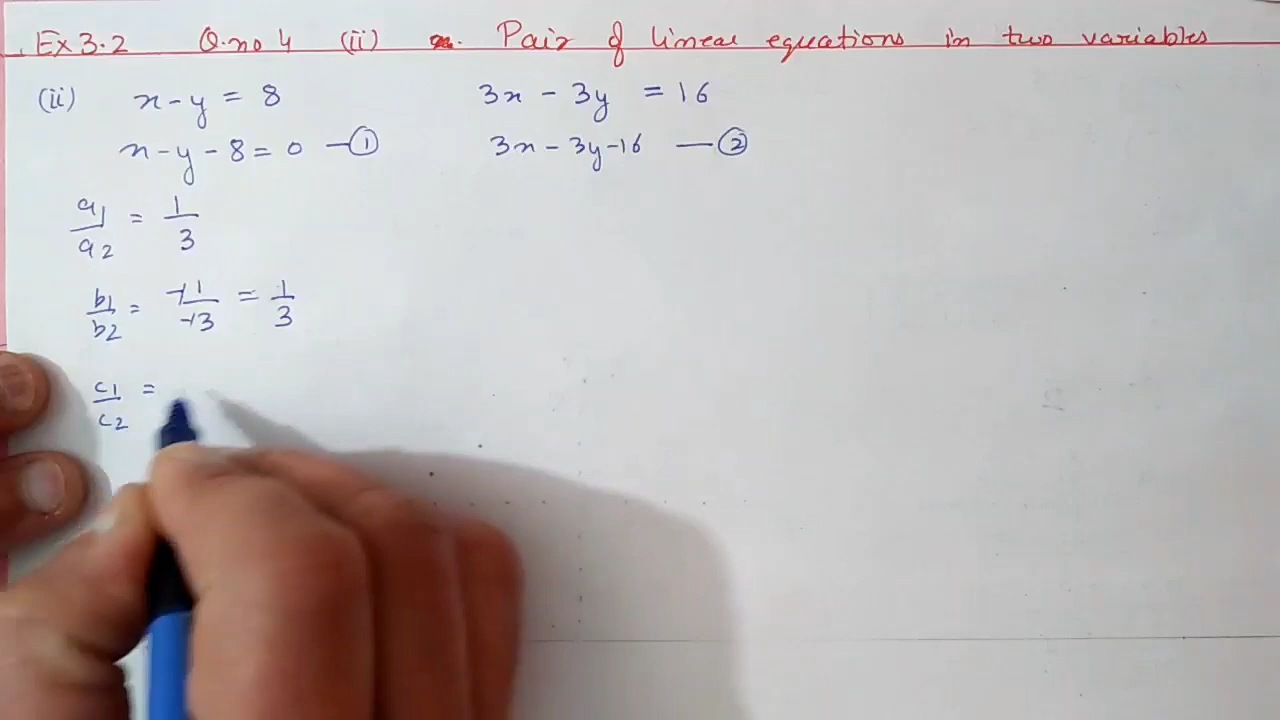 Ex 3.2 Q.no 4 (ii) Pair of linear equations in two variables
(ii) x - y = 8 3x - 3y = 16
x - y - 8 = 0 — ① 3x - 3y - 16 — ②
a1/a2 = 1/3
b1/b2 = -1/-3 = 1/3
c1/c2 =